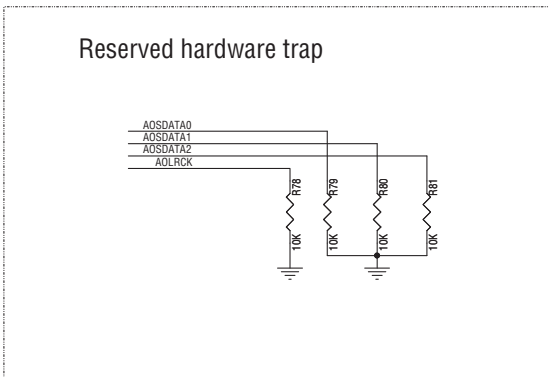 Reserved hardware trap
AOSDATA0
AOSDATA1
AOSDATA2
AOLRCK
R78
R79
R80
R81
10K
10K
10K
10K